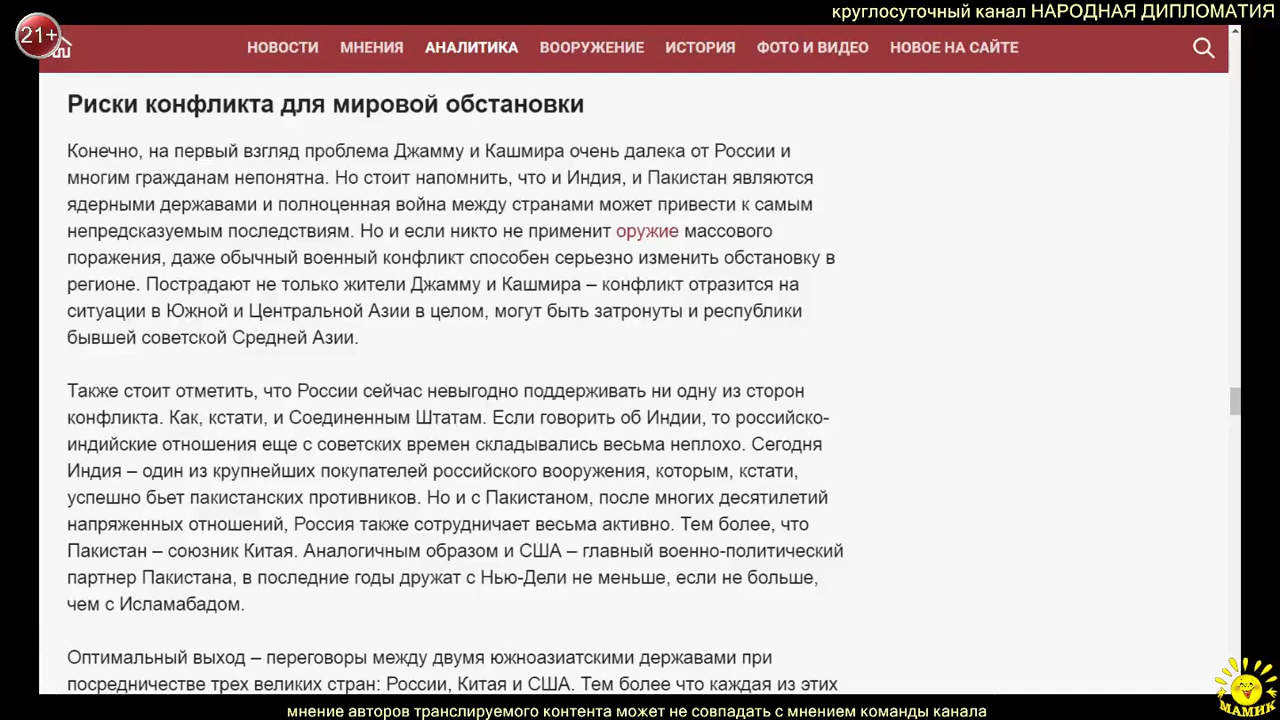 круглосуточный канал НАРОДНАЯ ДИПЛОМАТИЯ
21+
НОВОСТИ МНЕНИЯ АНАЛИТИКА ВООРУЖЕНИЕ ИСТОРИЯ ФОТО И ВИДЕО НОВОЕ НА САЙТЕ
Риски конфликта для мировой обстановки
Конечно, на первый взгляд проблема Джамму и Кашмира очень далека от России и
многим гражданам непонятна. Но стоит напомнить, что и Индия, и Пакистан являются
ядерными державами и полноценная война между странами может привести к самым
непредсказуемым последствиям. Но и если никто не применит оружие массового
поражения, даже обычный военный конфликт способен серьезно изменить обстановку в
регионе. Пострадают не только жители Джамму и Кашмира – конфликт отразится на
ситуации в Южной и Центральной Азии в целом, могут быть затронуты и республики
бывшей советской Средней Азии.
Также стоит отметить, что России сейчас невыгодно поддерживать ни одну из сторон
конфликта. Как, кстати, и Соединенным Штатам. Если говорить об Индии, то российско-
индийские отношения еще с советских времен складывались весьма неплохо. Сегодня
Индия – один из крупнейших покупателей российского вооружения, которым, кстати,
успешно бьет пакистанских противников. Но и с Пакистаном, после многих десятилетий
напряженных отношений, Россия также сотрудничает весьма активно. Тем более, что
Пакистан – союзник Китая. Аналогичным образом и США – главный военно-политический
партнер Пакистана, в последние годы дружат с Нью-Дели не меньше, если не больше,
чем с Исламабадом.
Оптимальный выход – переговоры между двумя южноазиатскими державами при
посредничестве трех великих стран: России, Китая и США. Тем более что каждая из этих
МАМИК
мнение авторов транслируемого контента может не совпадать с мнением команды канала